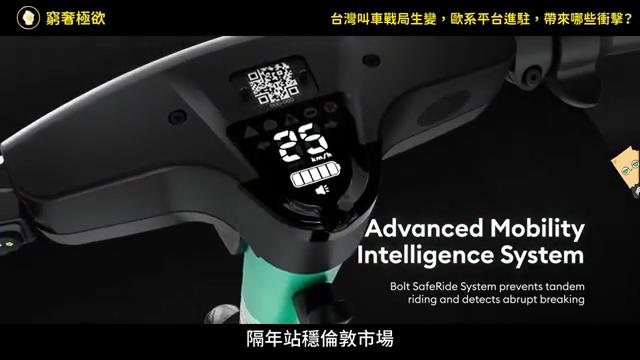 窮奢極欲
台灣叫車戰局生變，歐系平台進駐，帶來哪些衝擊？
25
km/h
Advanced Mobility
Intelligence System
Bolt SafeRide System prevents tandem
riding and detects abrupt breaking
隔年站穩倫敦市場